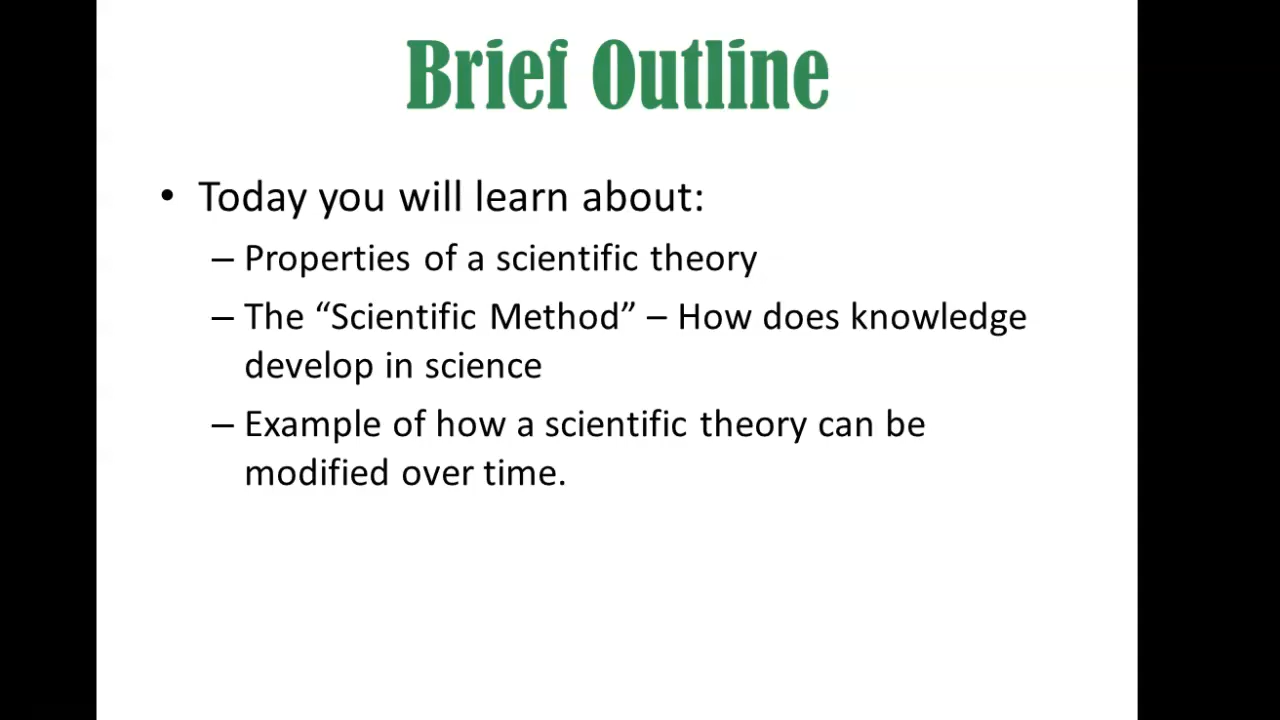 Brief Outline
• Today you will learn about:
– Properties of a scientific theory
– The “Scientific Method” – How does knowledge
develop in science
– Example of how a scientific theory can be
modified over time.